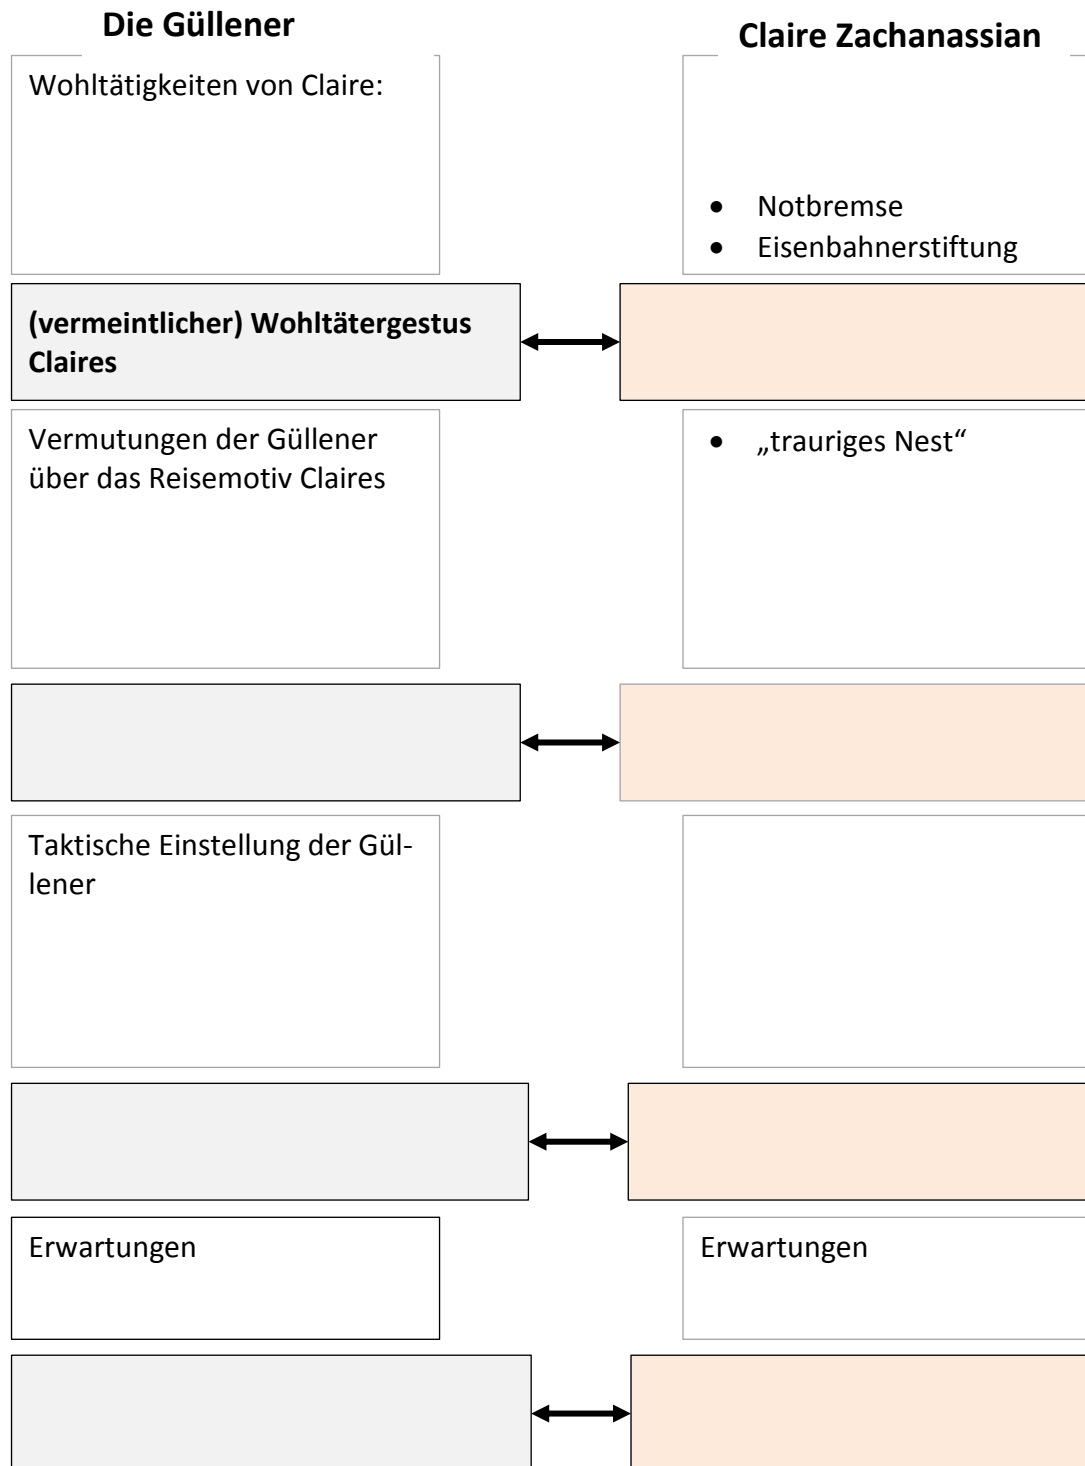 Die Güllener
Claire Zachanassian
Wohltätigkeiten von Claire:
• Notbremse
• Eisenbahnerstiftung
(vermeintlicher) Wohltätergestus
Claires
Vermutungen der Güllener
über das Reisemotiv Claires
• „trauriges Nest“
Taktische Einstellung der Gül-
lener
Erwartungen
Erwartungen